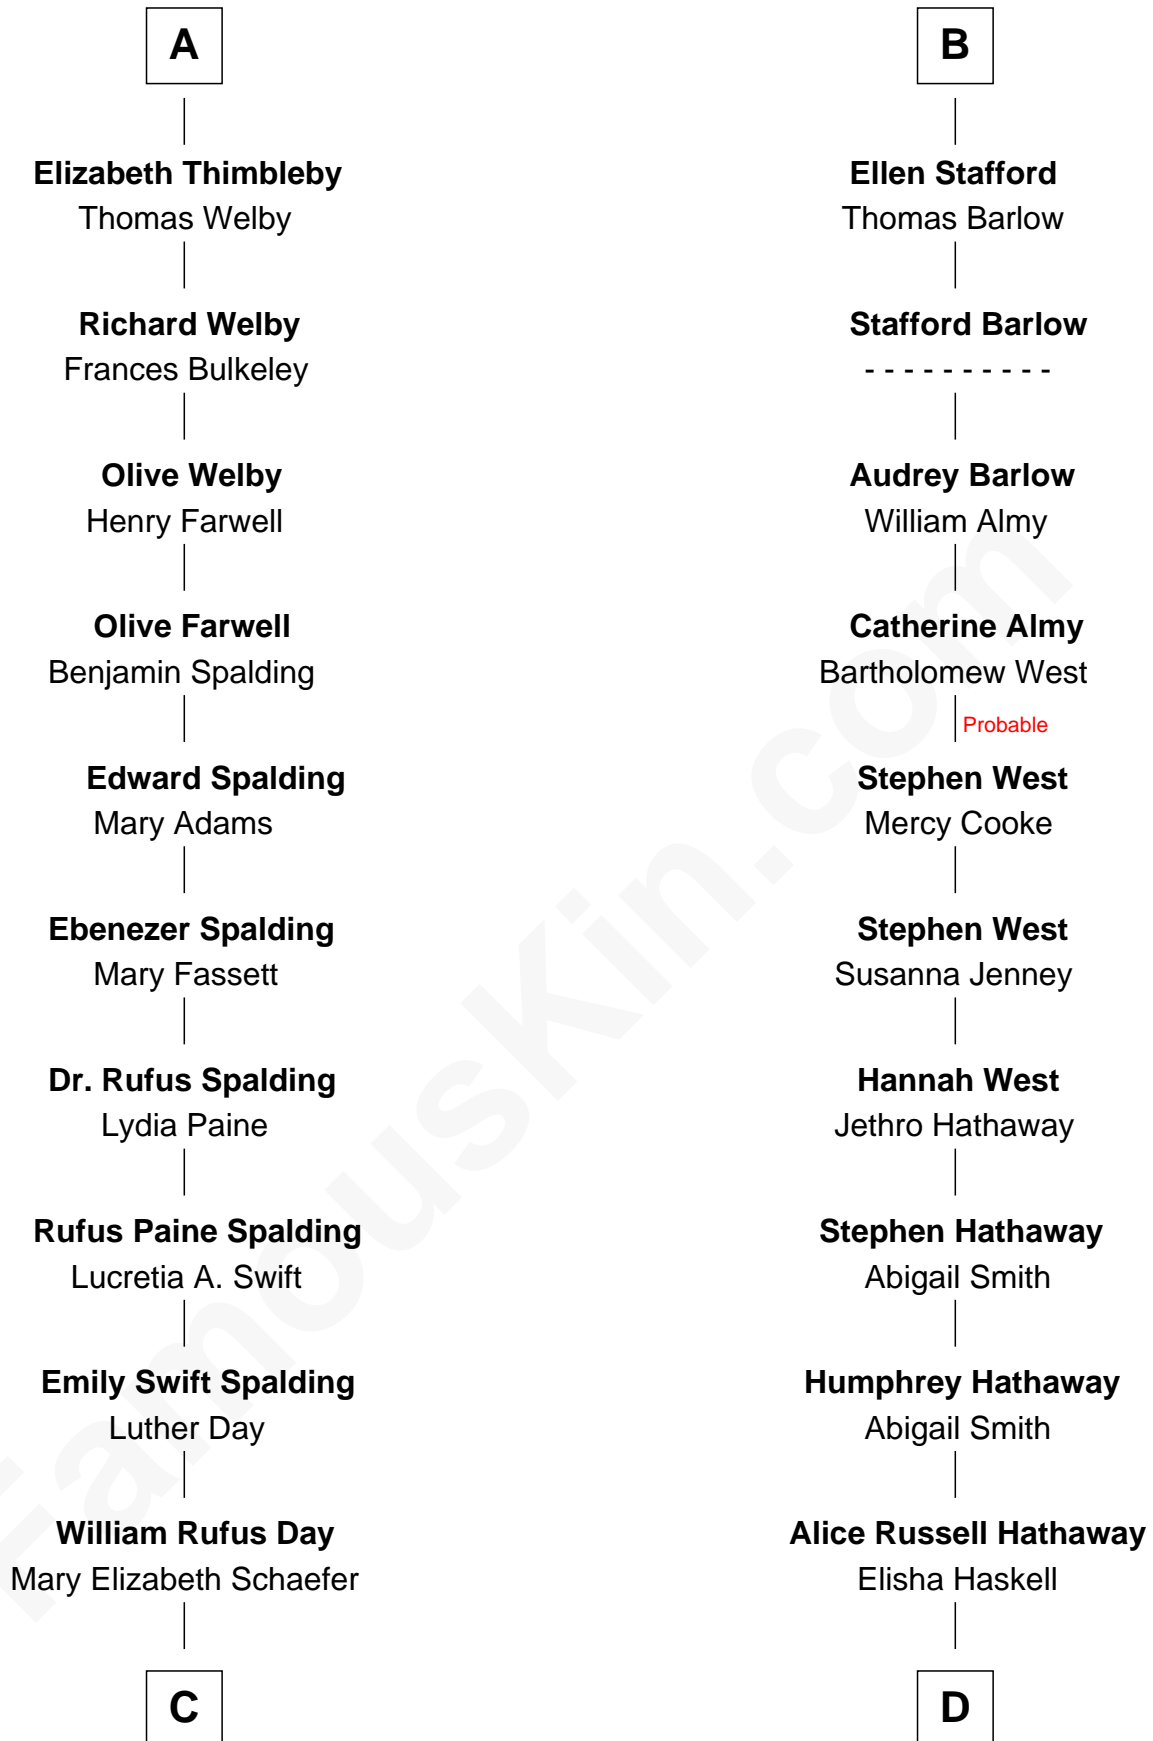 A
Elizabeth Thimbleby
Thomas Welby
Richard Welby
Frances Bulkeley
Olive Welby
Henry Farwell
Olive Farwell
Benjamin Spalding
Edward Spalding
Mary Adams
Ebenezer Spalding
Mary Fassett
Dr. Rufus Spalding
Lydia Paine
Rufus Paine Spalding
Lucretia A. Swift
Emily Swift Spalding
Luther Day
William Rufus Day
Mary Elizabeth Schaefer
C
B
Ellen Stafford
Thomas Barlow
Stafford Barlow
- - - - - - - - - -
Audrey Barlow
William Almy
Catherine Almy
Bartholomew West
Probable
Stephen West
Mercy Cooke
Stephen West
Susanna Jenney
Hannah West
Jethro Hathaway
Stephen Hathaway
Abigail Smith
Humphrey Hathaway
Abigail Smith
Alice Russell Hathaway
Elisha Haskell
D
FamousKin.com